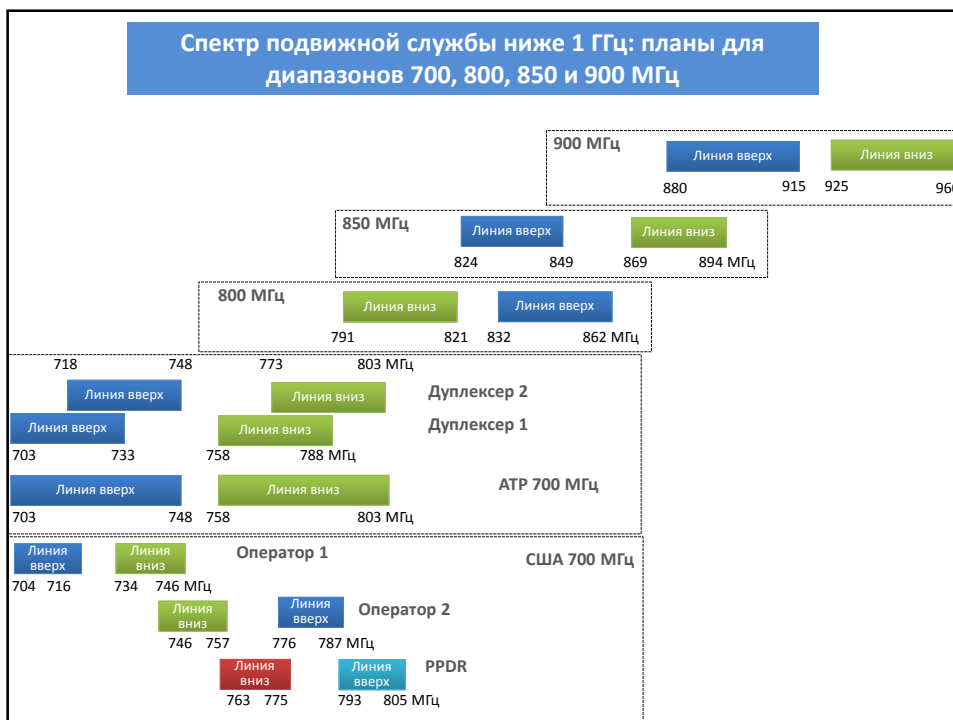 Спектр подвижной службы ниже 1 ГГц: планы для
диапазонов 700, 800, 850 и 900 МГц
900 МГц
Линия вверх
Линия вниз
880
915
925
960
850 МГц
Линия вверх
Линия вниз
824
849
869
894 МГц
800 МГц
Линия вниз
Линия вверх
791
821
832
862 МГц
718
748
773
803 МГц
Линия вверх
Линия вниз
Дуплексер 2
Линия вверх
Линия вниз
Дуплексер 1
703
733
758
788 МГц
Линия вверх
Линия вниз
АТР 700 МГц
703
748
758
803 МГц
Линия
вверх
Линия
вниз
Оператор 1
США 700 МГц
704
716
734
746 МГц
Линия
вниз
Линия
вверх
Оператор 2
746
757
776
787 МГц
Линия
вниз
Линия
вверх
PPDR
763
775
793
805 МГц